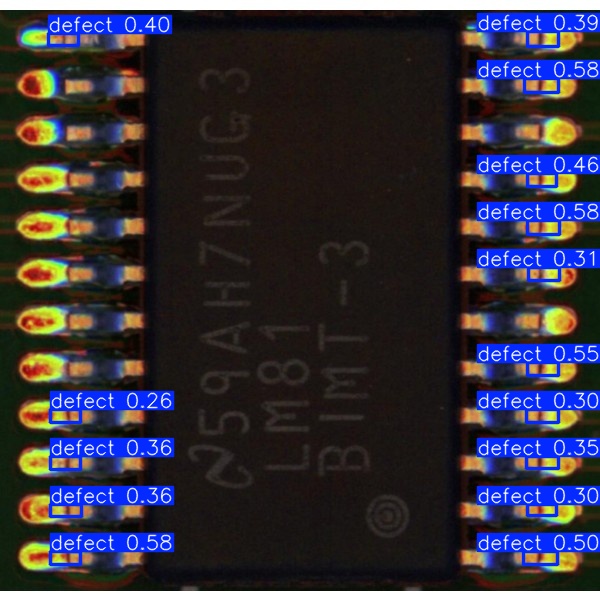 defect 0.40
defect 0.39
defect 0.58
defect 0.46
defect 0.58
defect 0.31
defect 0.55
defect 0.26
defect 0.30
defect 0.36
defect 0.35
defect 0.36
defect 0.30
defect 0.58
defect 0.50
59AH7NUG3
LM81
BIMT-3